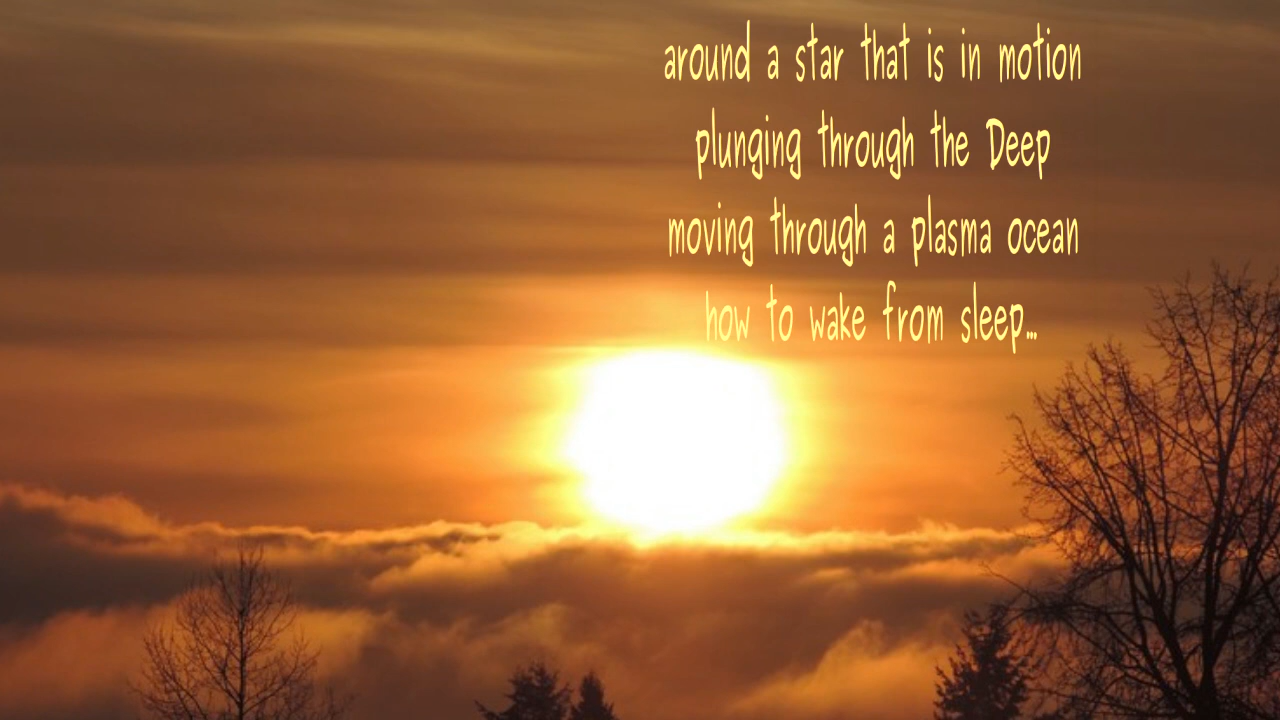 around a star that is in motion
plunging through the Deep
moving through a plasma ocean
how to wake from sleep...